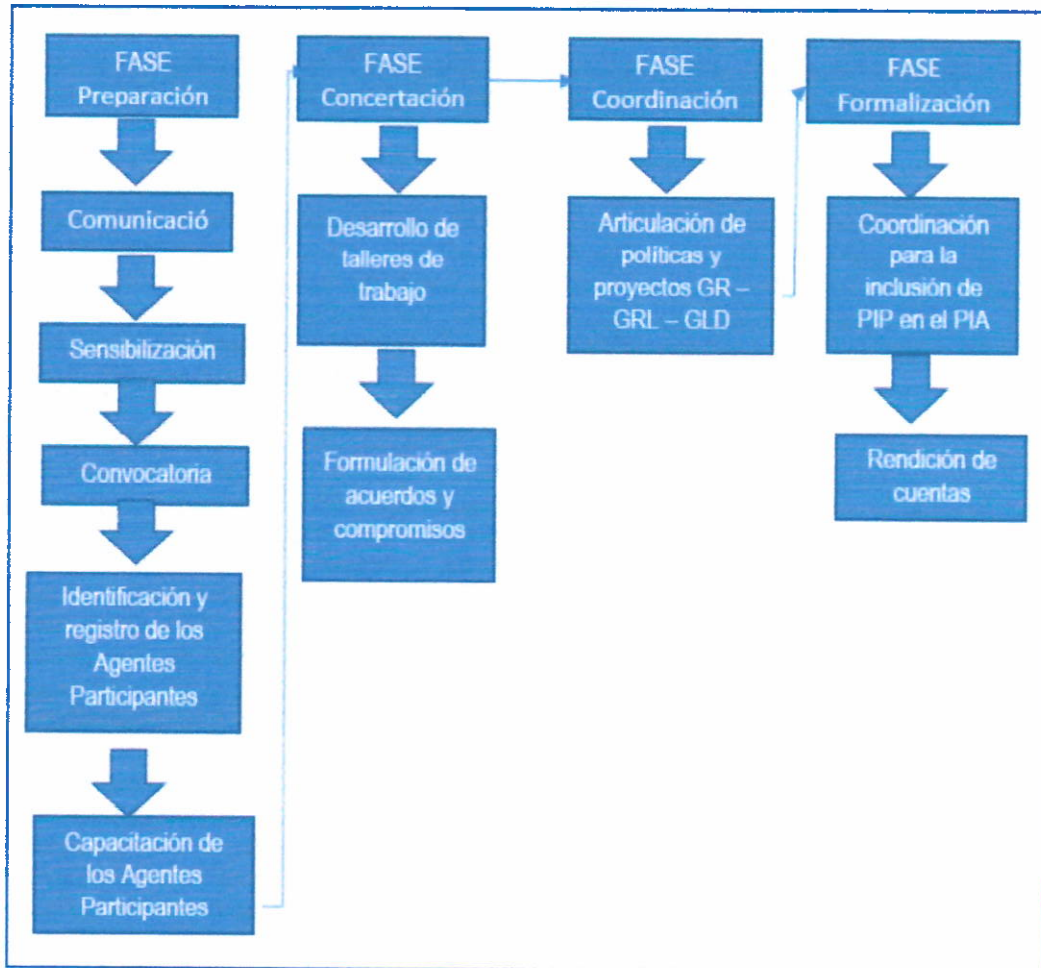 FASE
Preparación
Comunicació
Sensibilización
Convocatoria
Identificación y
registro de los
Agentes
Participantes
Capacitación de
los Agentes
Participantes
FASE
Concertación
Desarrollo de
talleres de
trabajo
Formulación de
acuerdos y
compromisos
FASE
Coordinación
Articulación de
políticas y
proyectos GR –
GRL – GLD
FASE
Formalización
Coordinación
para la
inclusión de
PIP en el PIA
Rendición de
cuentas